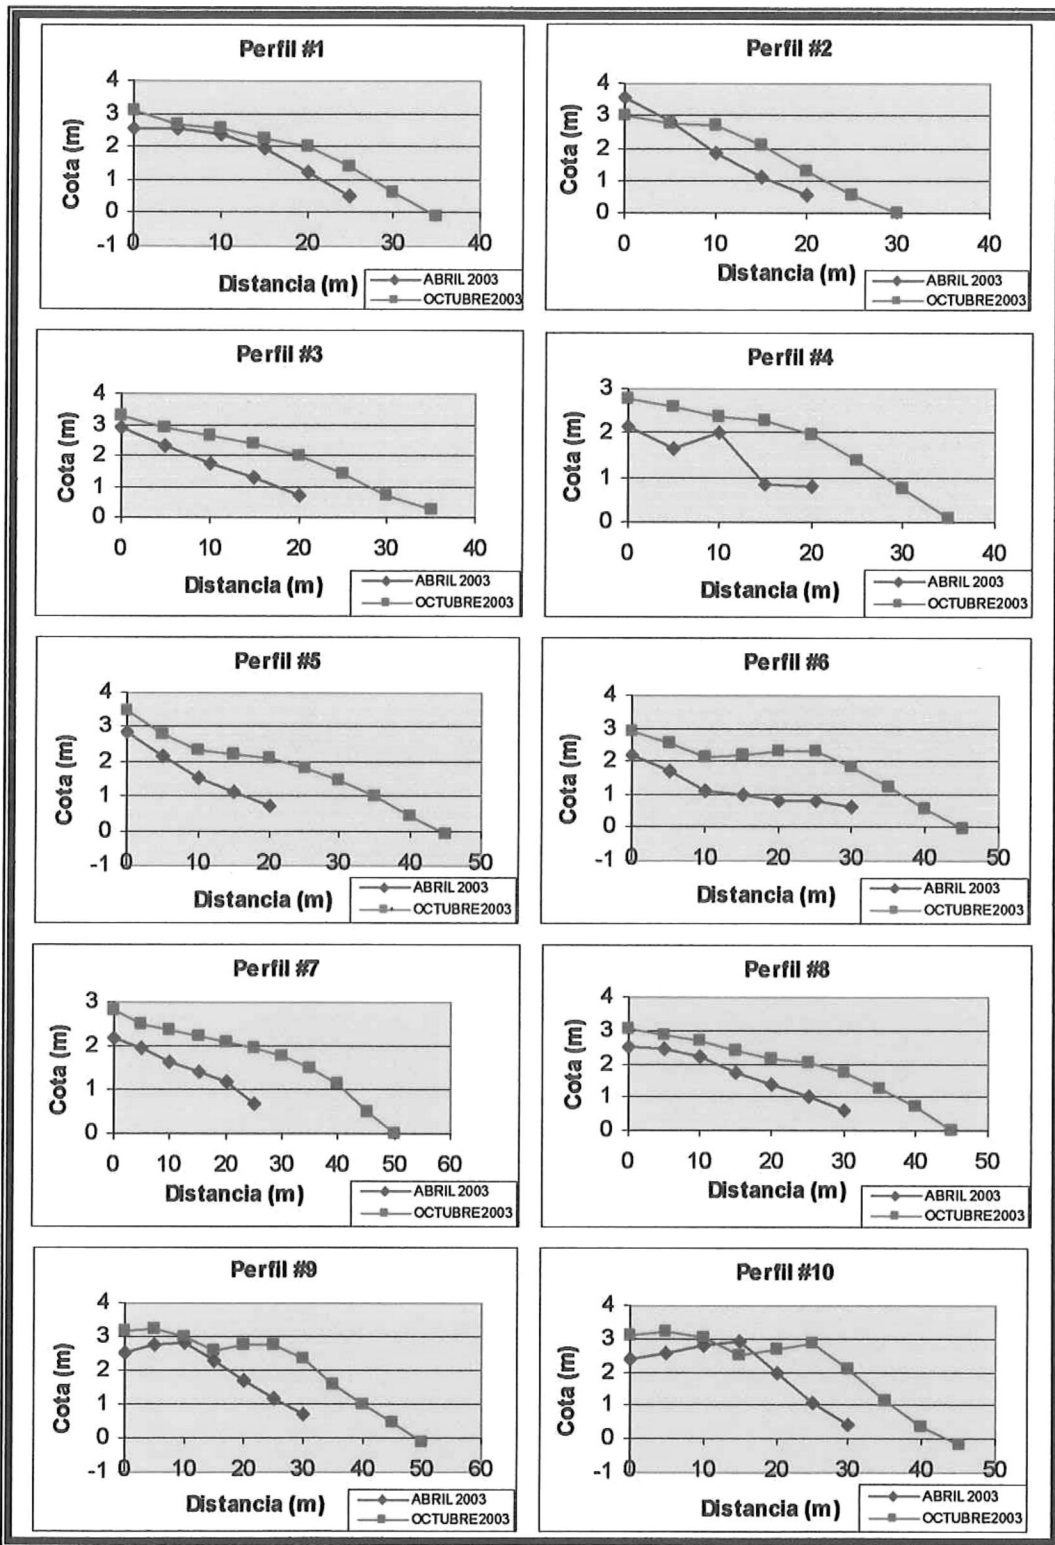 Perfil #1
4
3
2
1
0
-1
Cota (m)
0 10 20 30 40
Distancia (m)
ABRIL 2003
OCTUBRE2003
Perfil #2
4
3
2
1
0
Cota (m)
0 10 20 30 40
Distancia (m)
ABRIL 2003
OCTUBRE2003
Perfil #3
4
3
2
1
0
Cota (m)
0 10 20 30 40
Distancia (m)
ABRIL 2003
OCTUBRE2003
Perfil #4
3
2
1
0
Cota (m)
0 10 20 30 40
Distancia (m)
ABRIL 2003
OCTUBRE2003
Perfil #5
4
3
2
1
0
-1
Cota (m)
0 10 20 30 40 50
Distancia (m)
ABRIL 2003
OCTUBRE2003
Perfil #6
4
3
2
1
0
-1
Cota (m)
0 10 20 30 40 50
Distancia (m)
ABRIL 2003
OCTUBRE2003
Perfil #7
3
2
1
0
Cota (m)
0 10 20 30 40 50 60
Distancia (m)
ABRIL 2003
OCTUBRE2003
Perfil #8
4
3
2
1
0
Cota (m)
0 10 20 30 40 50
Distancia (m)
ABRIL 2003
OCTUBRE2003
Perfil #9
4
3
2
1
0
-1
Cota (m)
0 10 20 30 40 50 60
Distancia (m)
ABRIL 2003
OCTUBRE2003
Perfil #10
4
3
2
1
0
-1
Cota (m)
0 10 20 30 40 50
Distancia (m)
ABRIL 2003
OCTUBRE2003